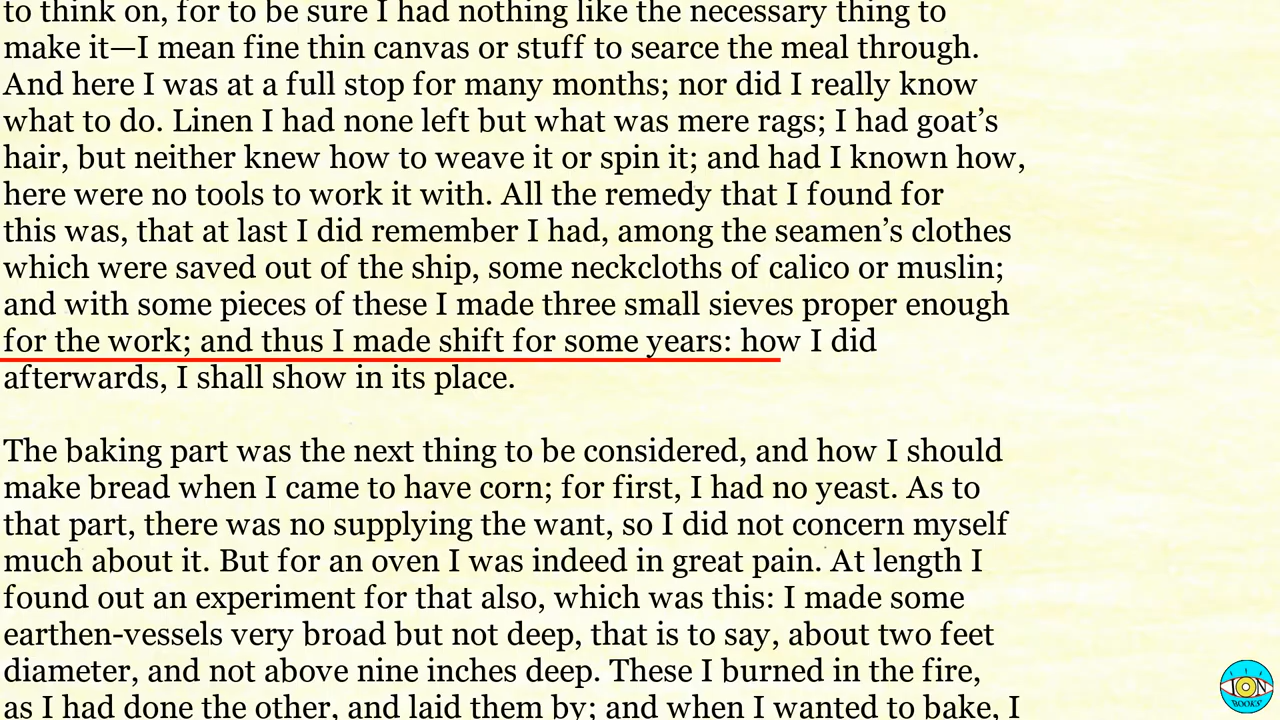 to think on, for to be sure I had nothing like the necessary thing to
make it—I mean fine thin canvas or stuff to searce the meal through.
And here I was at a full stop for many months; nor did I really know
what to do. Linen I had none left but what was mere rags; I had goat’s
hair, but neither knew how to weave it or spin it; and had I known how,
here were no tools to work it with. All the remedy that I found for
this was, that at last I did remember I had, among the seamen’s clothes
which were saved out of the ship, some neckcloths of calico or muslin;
and with some pieces of these I made three small sieves proper enough
for the work; and thus I made shift for some years: how I did
afterwards, I shall show in its place.
The baking part was the next thing to be considered, and how I should
make bread when I came to have corn; for first, I had no yeast. As to
that part, there was no supplying the want, so I did not concern myself
much about it. But for an oven I was indeed in great pain. At length I
found out an experiment for that also, which was this: I made some
earthen-vessels very broad but not deep, that is to say, about two feet
diameter, and not above nine inches deep. These I burned in the fire,
as I had done the other, and laid them by; and when I wanted to bake, I
ION
BOOKS